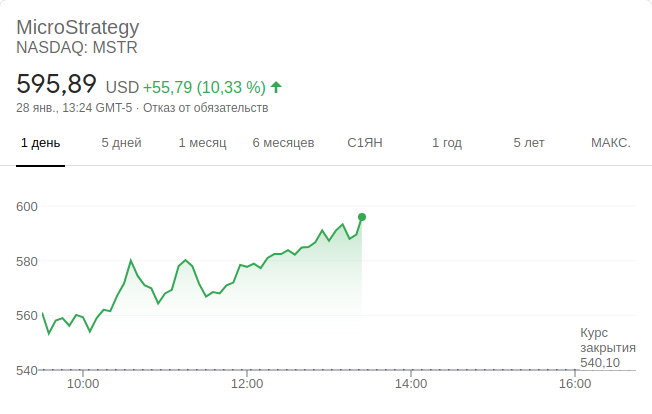 MicroStrategy
NASDAQ: MSTR
595,89 USD +55,79 (10,33 %)
28 янв., 13:24 GMT-5 · Отказ от обязательств
1 день 5 дней 1 месяц 6 месяцев С1ЯН 1 год 5 лет МАКС.
600
580
560
540
Курс
закрытия
540,10
10:00 12:00 14:00 16:00